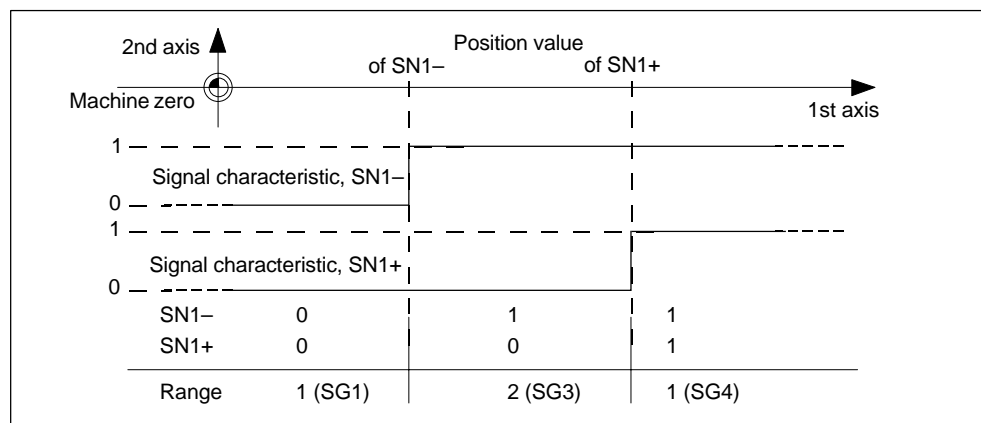 2nd axis
Position value
of SN1–
of SN1+
Machine zero
1st axis
1
Signal characteristic, SN1–
0
1
Signal characteristic, SN1+
0
SN1– 0 1 1
SN1+ 0 0 1
Range 1 (SG1) 2 (SG3) 1 (SG4)